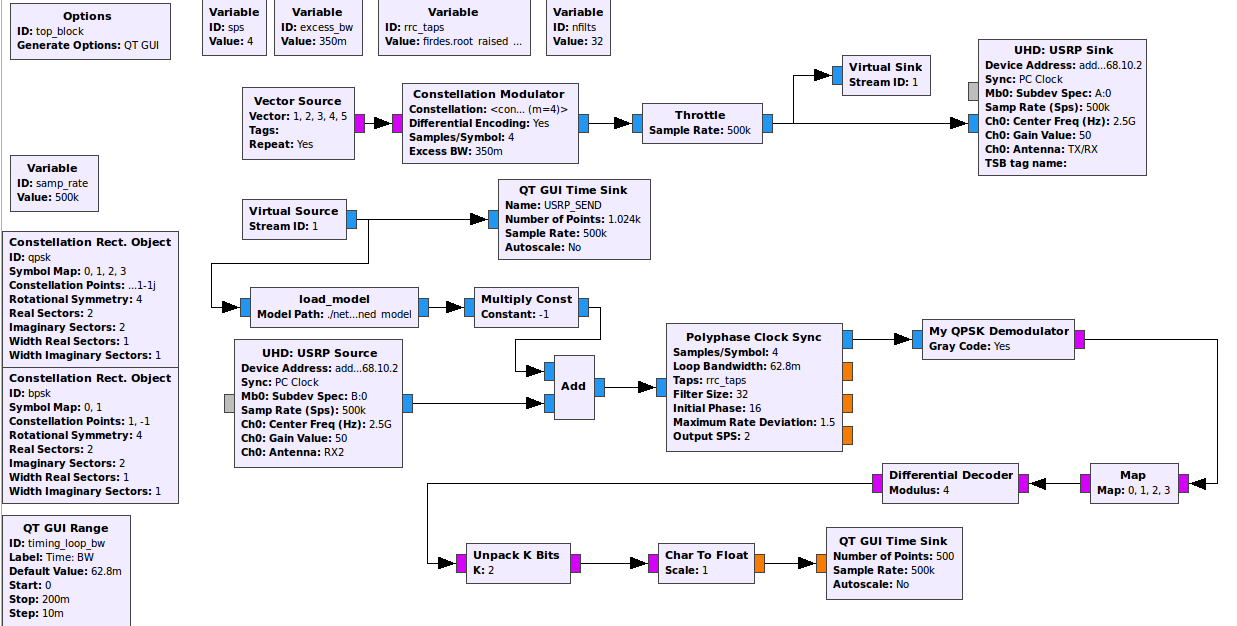 Options
ID: top_block
Generate Options: QT GUI
Variable
ID: sps
Value: 4
Variable
ID: excess_bw
Value: 350m
Variable
ID: rrc_taps
Value: firdes.root_raised_...
Variable
ID: nfilts
Value: 32
Variable
ID: samp_rate
Value: 500k
Vector Source
Vector: 1, 2, 3, 4, 5
Tags:
Repeat: Yes
Constellation Modulator
Constellation: <con... (m=4)>
Differential Encoding: Yes
Samples/Symbol: 4
Excess BW: 350m
Throttle
Sample Rate: 500k
Virtual Sink
Stream ID: 1
UHD: USRP Sink
Device Address: add...68.10.2
Sync: PC Clock
Mb0: Subdev Spec: A:0
Samp Rate (Sps): 500k
Ch0: Center Freq (Hz): 2.5G
Ch0: Gain Value: 50
Ch0: Antenna: TX/RX
TSB tag name:
Virtual Source
Stream ID: 1
QT GUI Time Sink
Name: USRP_SEND
Number of Points: 1.024k
Sample Rate: 500k
Autoscale: No
Constellation Rect. Object
ID: qpsk
Symbol Map: 0, 1, 2, 3
Constellation Points: ...1-1j
Rotational Symmetry: 4
Real Sectors: 2
Imaginary Sectors: 2
Width Real Sectors: 1
Width Imaginary Sectors: 1
load_model
Model Path: ./net...ned_model
Multiply Const
Constant: -1
UHD: USRP Source
Device Address: add...68.10.2
Sync: PC Clock
Mb0: Subdev Spec: B:0
Samp Rate (Sps): 500k
Ch0: Center Freq (Hz): 2.5G
Ch0: Gain Value: 50
Ch0: Antenna: RX2
Add
Polyphase Clock Sync
Samples/Symbol: 4
Loop Bandwidth: 62.8m
Taps: rrc_taps
Filter Size: 32
Initial Phase: 16
Maximum Rate Deviation: 1.5
Output SPS: 2
My QPSK Demodulator
Gray Code: Yes
Constellation Rect. Object
ID: bpsk
Symbol Map: 0, 1
Constellation Points: 1, -1
Rotational Symmetry: 4
Real Sectors: 2
Imaginary Sectors: 2
Width Real Sectors: 1
Width Imaginary Sectors: 1
Differential Decoder
Modulus: 4
Map
Map: 0, 1, 2, 3
QT GUI Range
ID: timing_loop_bw
Label: Time: BW
Default Value: 62.8m
Start: 0
Stop: 200m
Step: 10m
Unpack K Bits
K: 2
Char To Float
Scale: 1
QT GUI Time Sink
Number of Points: 500
Sample Rate: 500k
Autoscale: No